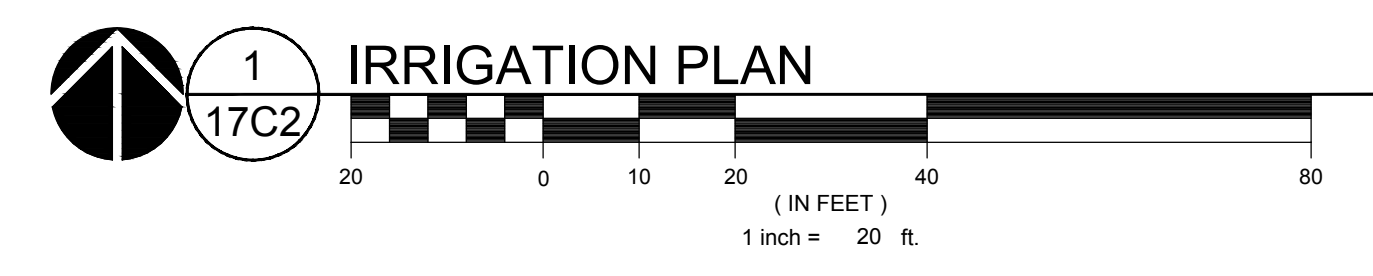 1
17C2
IRRIGATION PLAN
20 0 10 20 40 80
( IN FEET )
1 inch = 20 ft.